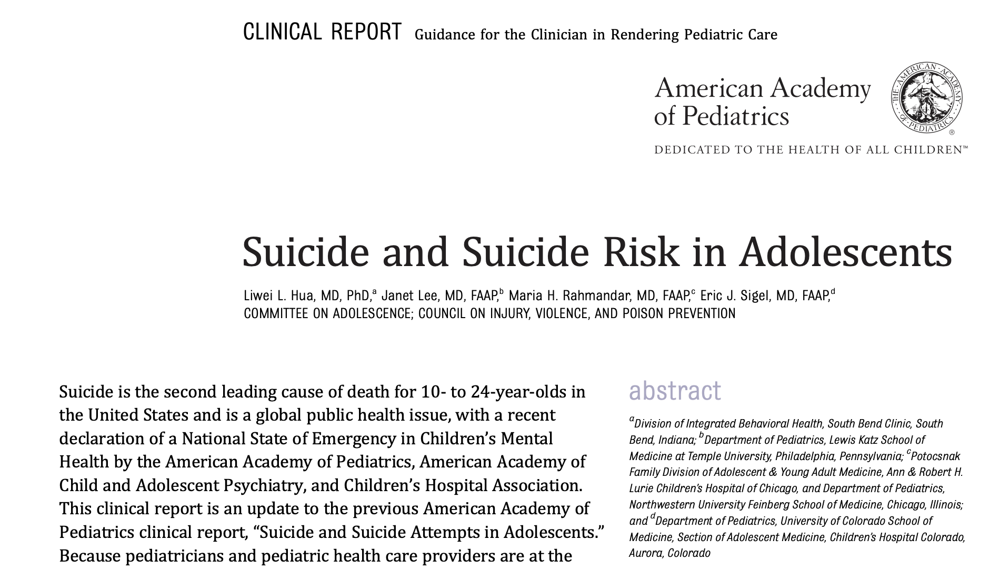 CLINICAL REPORT Guidance for the Clinician in Rendering Pediatric Care
American Academy
of Pediatrics
THE · AMERICAN · ACADEMY · OF · PEDIATRICS
®
DEDICATED TO THE HEALTH OF ALL CHILDREN™
Suicide and Suicide Risk in Adolescents
Liwei L. Hua, MD, PhD,a Janet Lee, MD, FAAP,b Maria H. Rahmandar, MD, FAAP,c Eric J. Sigel, MD, FAAP,d
COMMITTEE ON ADOLESCENCE; COUNCIL ON INJURY, VIOLENCE, AND POISON PREVENTION
Suicide is the second leading cause of death for 10- to 24-year-olds in
the United States and is a global public health issue, with a recent
declaration of a National State of Emergency in Children’s Mental
Health by the American Academy of Pediatrics, American Academy of
Child and Adolescent Psychiatry, and Children’s Hospital Association.
This clinical report is an update to the previous American Academy of
Pediatrics clinical report, “Suicide and Suicide Attempts in Adolescents.”
Because pediatricians and pediatric health care providers are at the
abstract
aDivision of Integrated Behavioral Health, South Bend Clinic, South
Bend, Indiana; bDepartment of Pediatrics, Lewis Katz School of
Medicine at Temple University, Philadelphia, Pennsylvania; cPotocsnak
Family Division of Adolescent & Young Adult Medicine, Ann & Robert H.
Lurie Children’s Hospital of Chicago, and Department of Pediatrics,
Northwestern University Feinberg School of Medicine, Chicago, Illinois;
and dDepartment of Pediatrics, University of Colorado School of
Medicine, Section of Adolescent Medicine, Children’s Hospital Colorado,
Aurora, Colorado